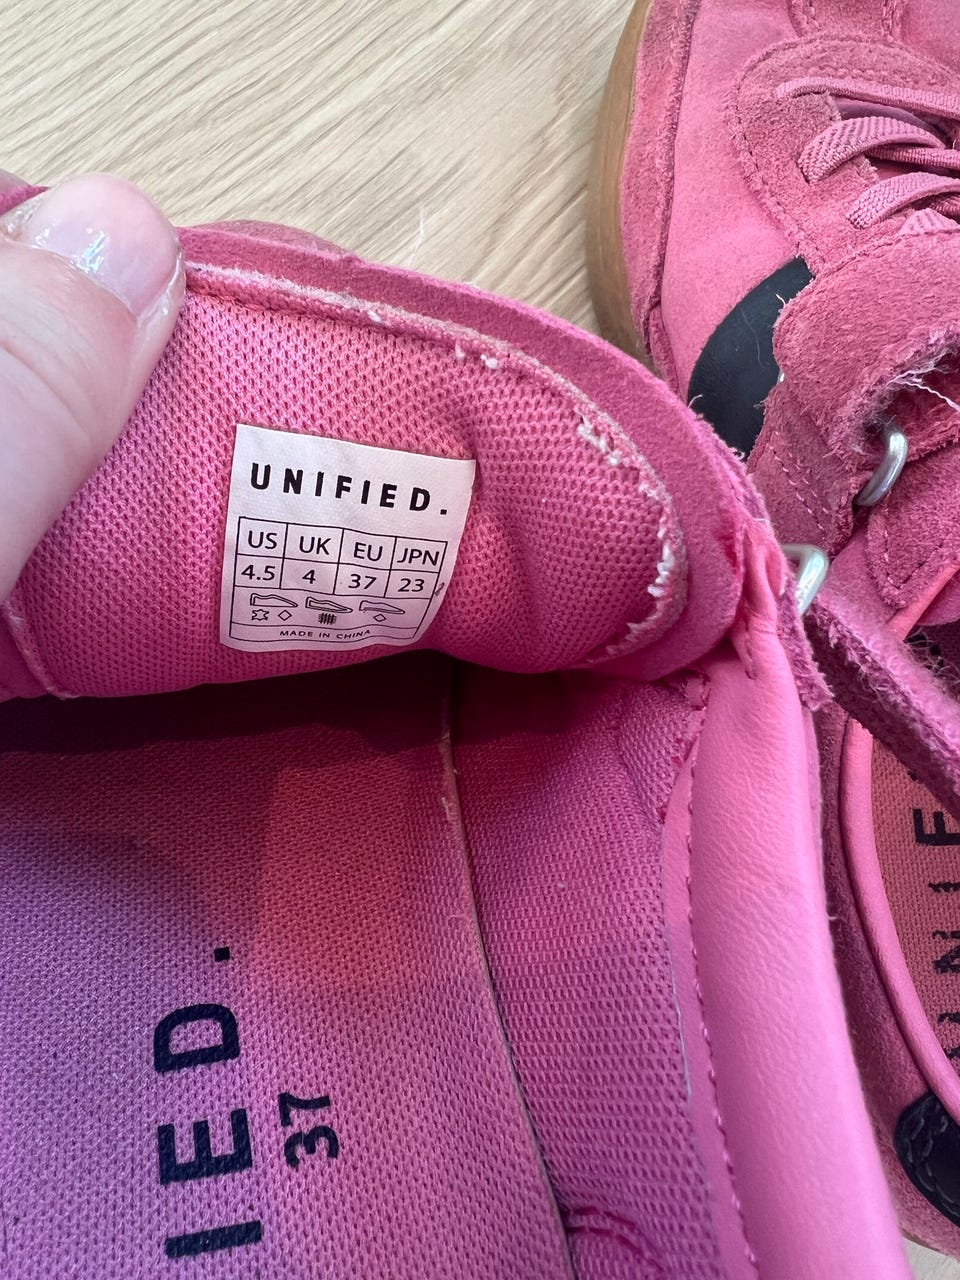 UNIFIED.
US UK EU JPN
4.5 4 37 23
MADE IN CHINA
IED.
37